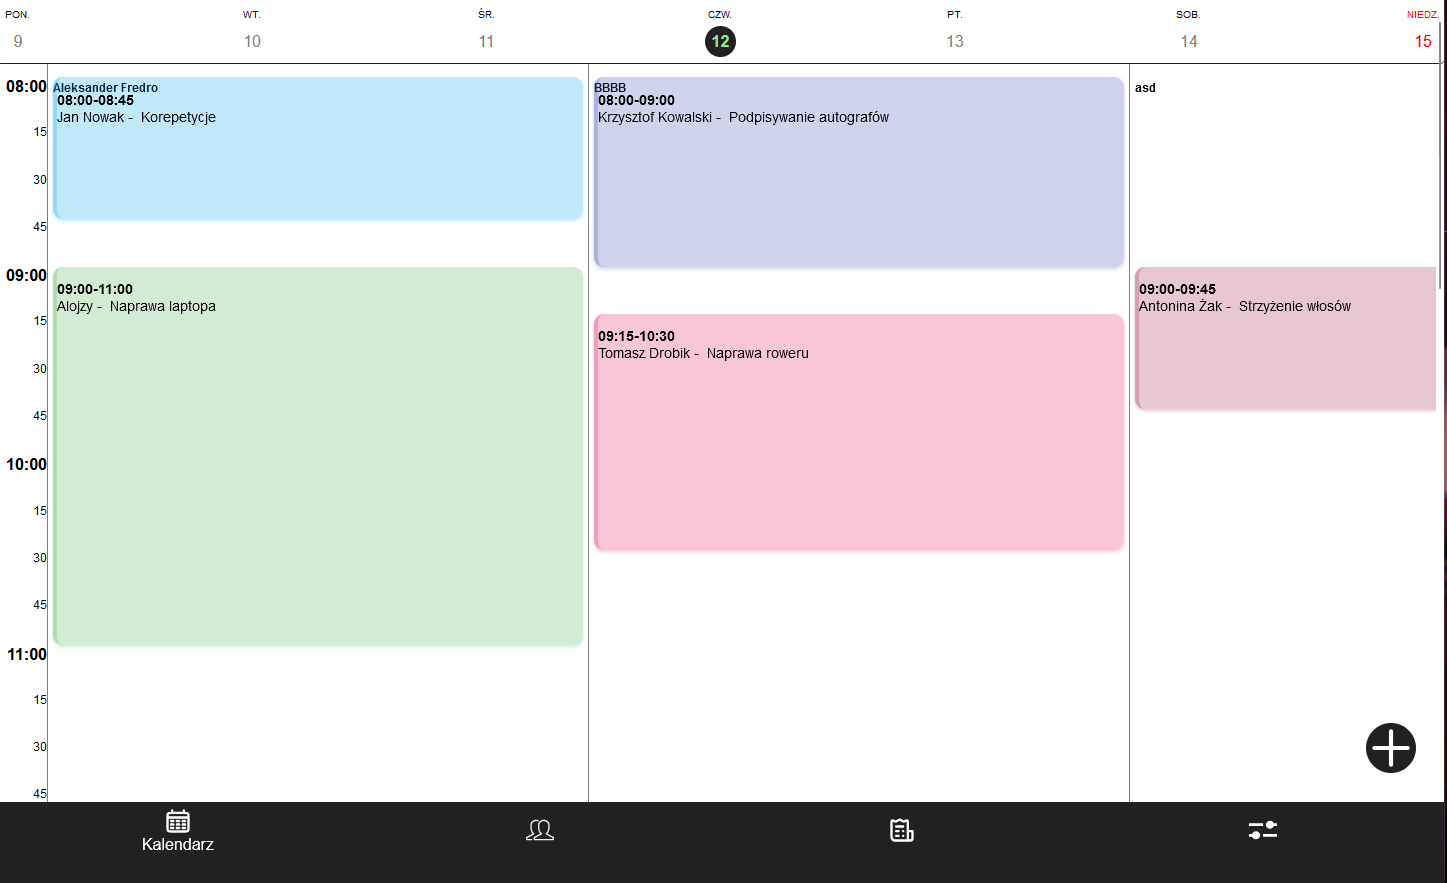 PON. WT. ŚR. CZW. PT. SOB. NIEDZ.
9 10 11 12 13 14 15
08:00 Aleksander Fredro BBBB asd
08:00-08:45 08:00-09:00
Jan Nowak - Korepetycje Krzysztof Kowalski - Podpisywanie autografów
15
30
45
09:00
09:00-11:00 09:00-09:45
Alojzy - Naprawa laptopa Antonina Żak - Strzyżenie włosów
15
09:15-10:30
Tomasz Drobik - Naprawa roweru
30
45
10:00
15
30
45
11:00
15
30
45
Kalendarz